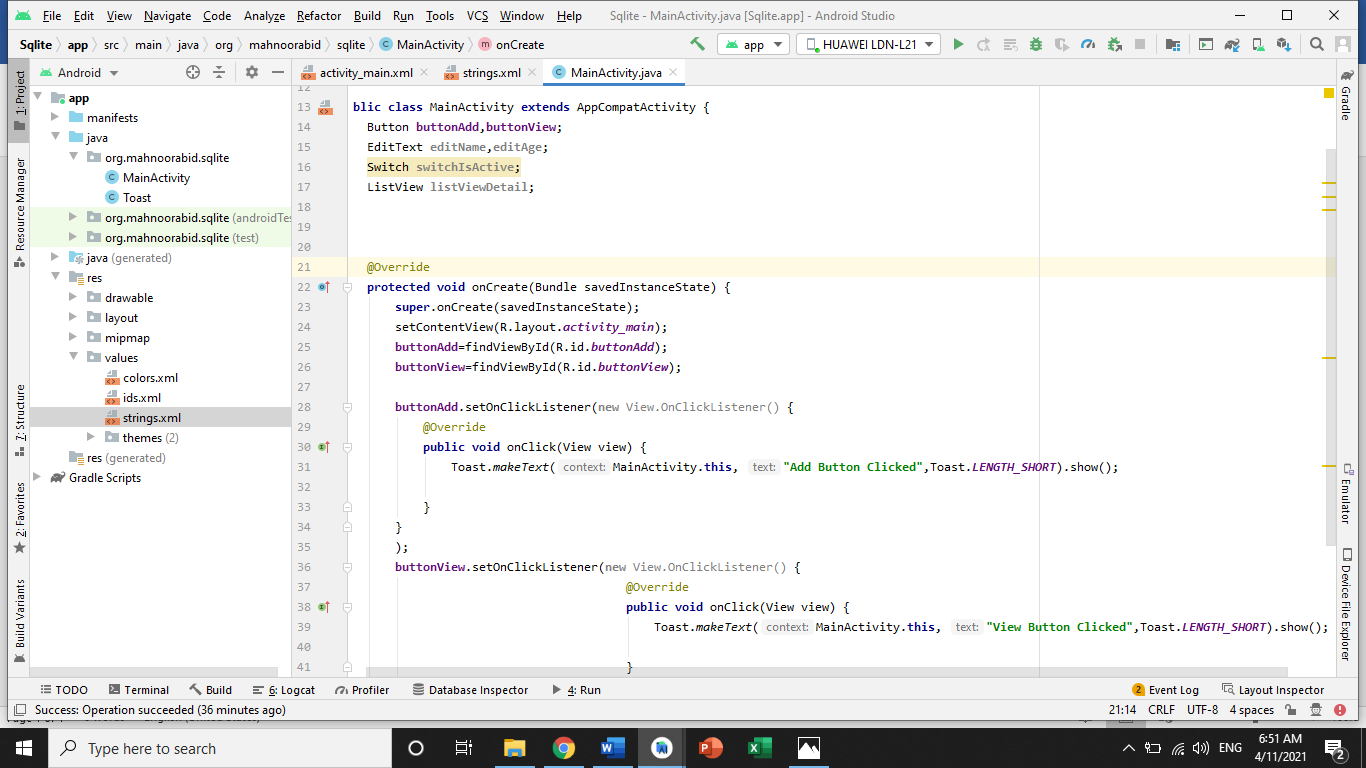 File Edit View Navigate Code Analyze Refactor Build Run Tools VCS Window Help Sqlite - MainActivity.java [Sqlite.app] - Android Studio
Sqlite app src main java org mahnoorabid sqlite MainActivity onCreate app HUAWEI LDN-L21
Android activity_main.xml strings.xml MainActivity.java
1: Project
Resource Manager
7: Structure
2: Favorites
Build Variants
app
manifests
java
org.mahnoorabid.sqlite
MainActivity
Toast
org.mahnoorabid.sqlite (androidTes
org.mahnoorabid.sqlite (test)
java (generated)
res
drawable
layout
mipmap
values
colors.xml
ids.xml
strings.xml
themes (2)
res (generated)
Gradle Scripts
12
13 blic class MainActivity extends AppCompatActivity {
14 Button buttonAdd,buttonView;
15 EditText editName,editAge;
16 Switch switchIsActive;
17 ListView listViewDetail;
18
19
20
21 @Override
22 protected void onCreate(Bundle savedInstanceState) {
23 super.onCreate(savedInstanceState);
24 setContentView(R.layout.activity_main);
25 buttonAdd=findViewById(R.id.buttonAdd);
26 buttonView=findViewById(R.id.buttonView);
27
28 buttonAdd.setOnClickListener(new View.OnClickListener() {
29 @Override
30 public void onClick(View view) {
31 Toast.makeText( context: MainActivity.this, text: "Add Button Clicked",Toast.LENGTH_SHORT).show();
32
33 }
34 }
35 );
36 buttonView.setOnClickListener(new View.OnClickListener() {
37 @Override
38 public void onClick(View view) {
39 Toast.makeText( context: MainActivity.this, text: "View Button Clicked",Toast.LENGTH_SHORT).show();
40
41 }
Gradle
Emulator
Device File Explorer
TODO Terminal Build 6: Logcat Profiler Database Inspector 4: Run 2 Event Log Layout Inspector
Success: Operation succeeded (36 minutes ago) 21:14 CRLF UTF-8 4 spaces
Type here to search ENG 6:51 AM
4/11/2021 2